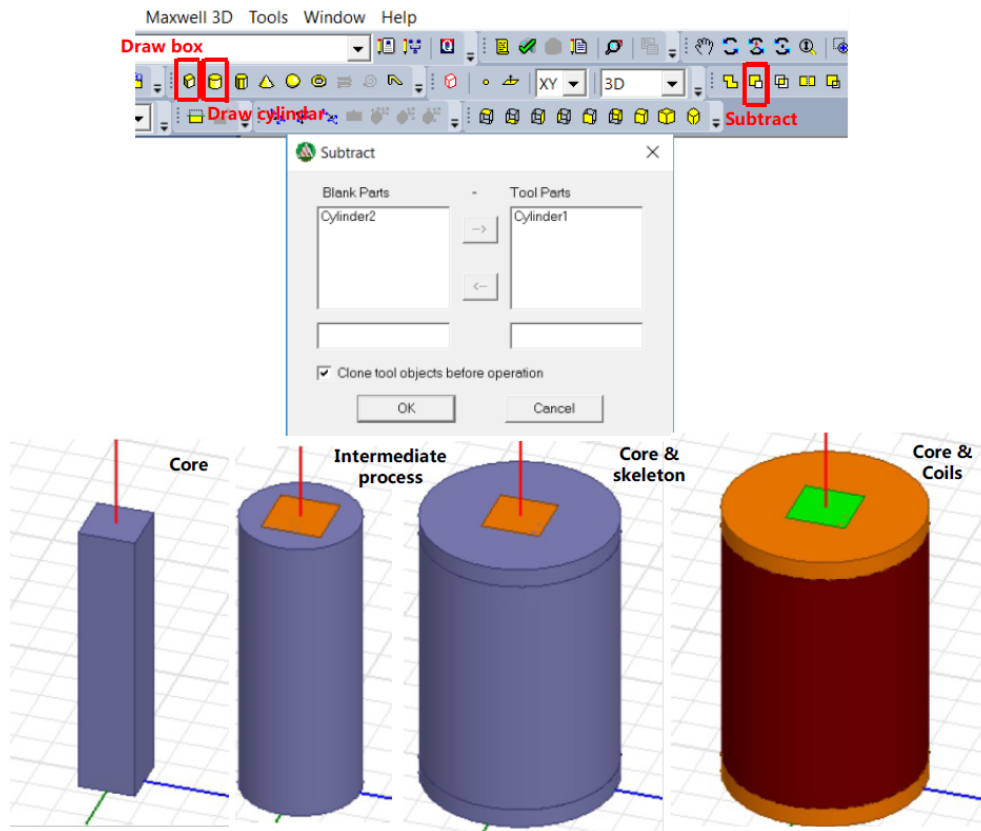 Maxwell 3D Tools Window Help
Draw box
XY
3D
Draw cylindar
Subtract
Subtract
Blank Parts - Tool Parts
Cylinder2
Cylinder1
-->
<--
Clone tool objects before operation
OK Cancel
Core
Intermediate
process
Core &
skeleton
Core &
Coils